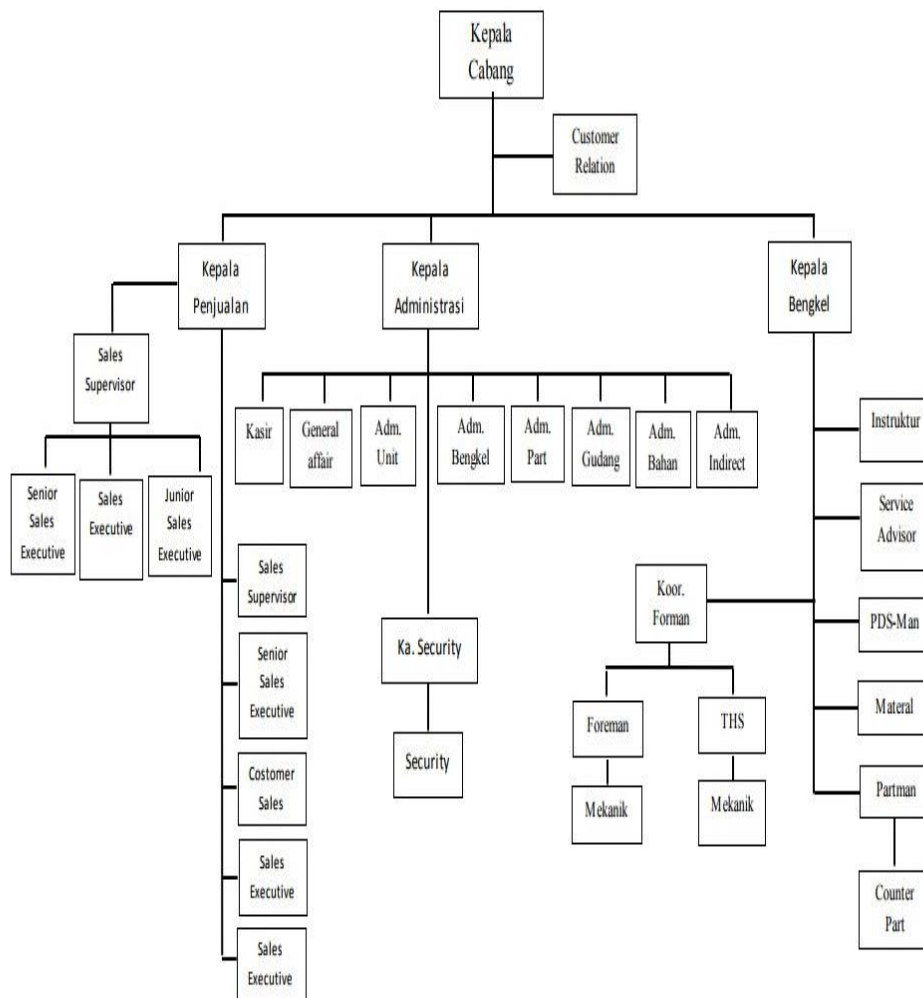 Kepala
Cabang
Customer
Relation
Kepala
Penjualan
Kepala
Administrasi
Kepala
Bengkel
Sales
Supervisor
Senior
Sales
Executive
Sales
Executive
Junior
Sales
Executive
Kasir
General
affair
Adm.
Unit
Adm.
Bengkel
Adm.
Part
Adm.
Gudang
Adm.
Bahan
Adm.
Indirect
Sales
Supervisor
Senior
Sales
Executive
Costomer
Sales
Sales
Executive
Sales
Executive
Ka. Security
Security
Koor.
Forman
Foreman
Mekanik
THS
Mekanik
Instruktur
Service
Advisor
PDS-Man
Materal
Partman
Counter
Part